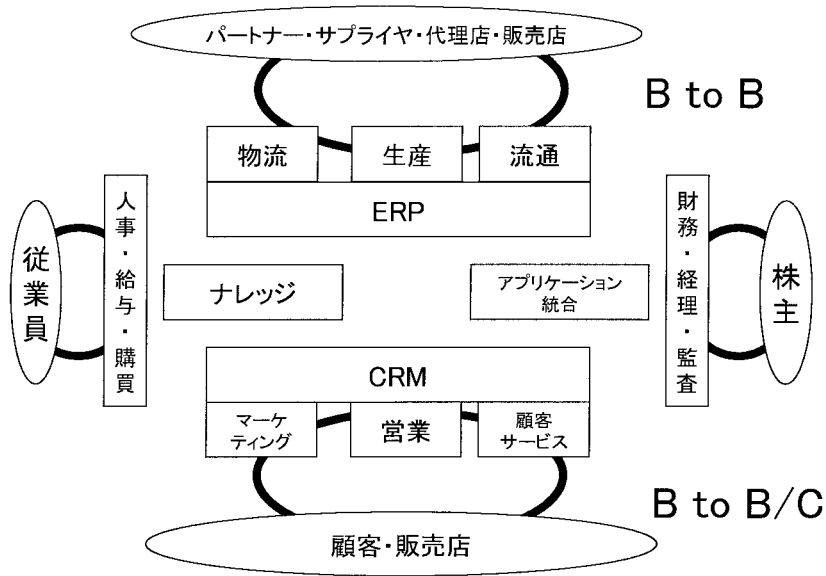 パートナー・サプライヤ・代理店・販売店
B to B
物流
生産
流通
ERP
従業員
人事・給与・購買
ナレッジ
アプリケーション
統合
財務・経理・監査
株主
CRM
マーケ
ティング
営業
顧客
サービス
B to B/C
顧客・販売店